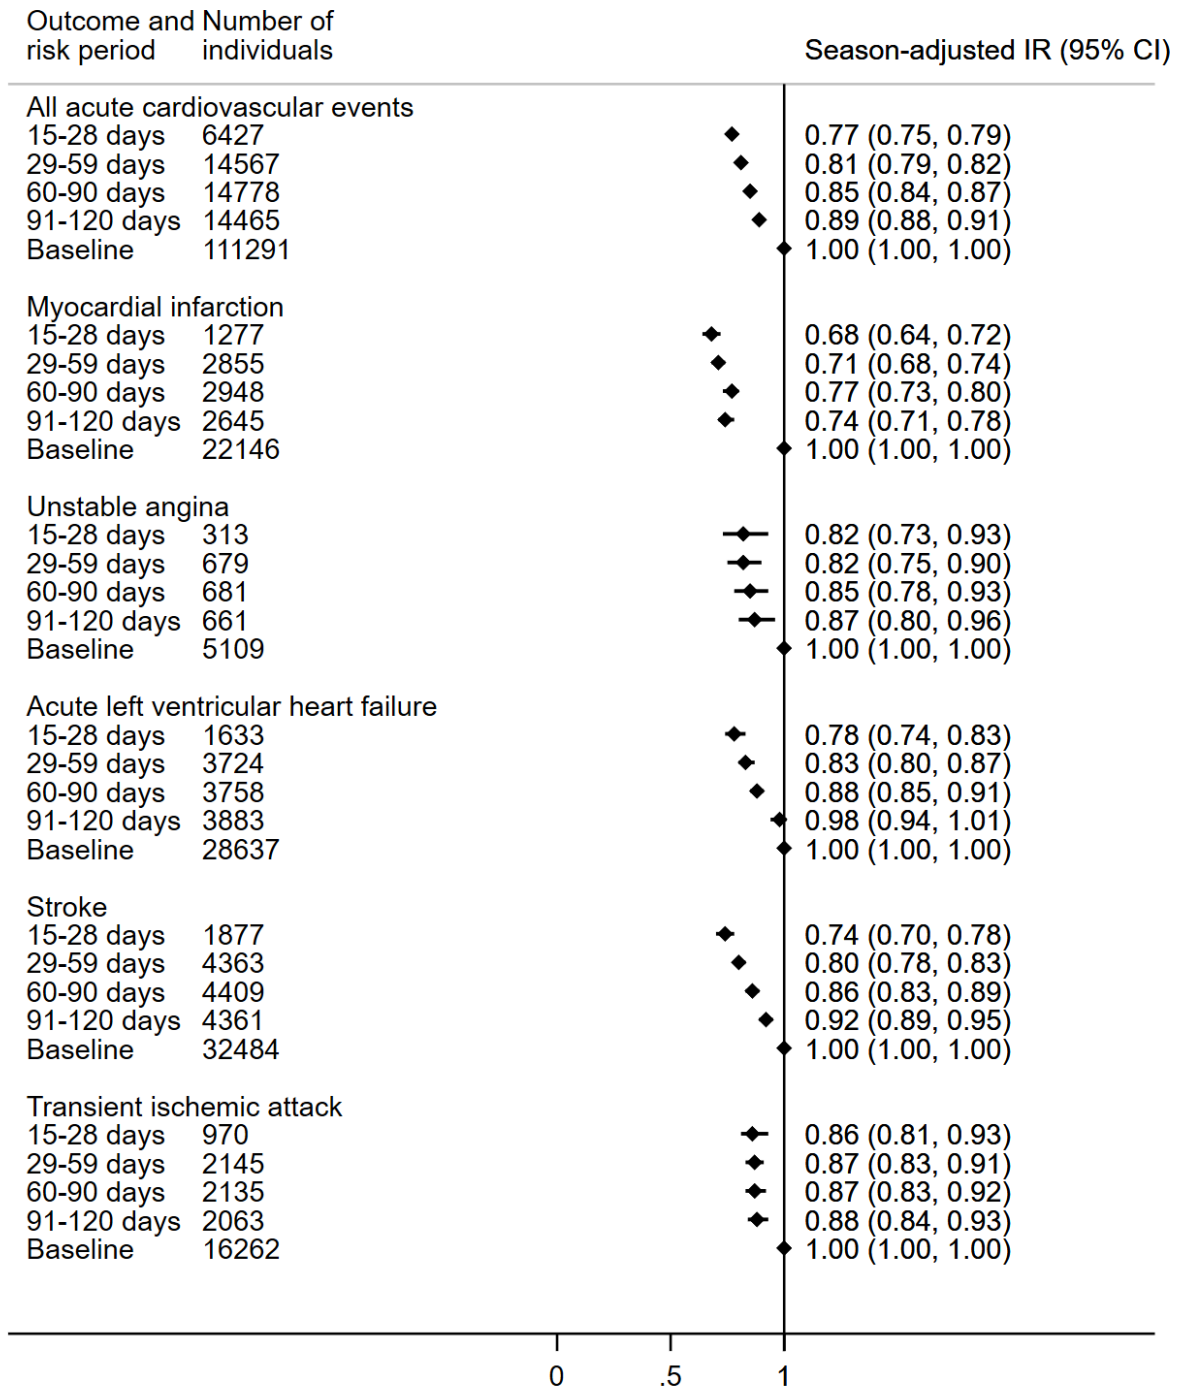 Outcome and Number of
risk period individuals Season-adjusted IR (95% CI)
All acute cardiovascular events
15-28 days 6427 0.77 (0.75, 0.79)
29-59 days 14567 0.81 (0.79, 0.82)
60-90 days 14778 0.85 (0.84, 0.87)
91-120 days 14465 0.89 (0.88, 0.91)
Baseline 111291 1.00 (1.00, 1.00)
Myocardial infarction
15-28 days 1277 0.68 (0.64, 0.72)
29-59 days 2855 0.71 (0.68, 0.74)
60-90 days 2948 0.77 (0.73, 0.80)
91-120 days 2645 0.74 (0.71, 0.78)
Baseline 22146 1.00 (1.00, 1.00)
Unstable angina
15-28 days 313 0.82 (0.73, 0.93)
29-59 days 679 0.82 (0.75, 0.90)
60-90 days 681 0.85 (0.78, 0.93)
91-120 days 661 0.87 (0.80, 0.96)
Baseline 5109 1.00 (1.00, 1.00)
Acute left ventricular heart failure
15-28 days 1633 0.78 (0.74, 0.83)
29-59 days 3724 0.83 (0.80, 0.87)
60-90 days 3758 0.88 (0.85, 0.91)
91-120 days 3883 0.98 (0.94, 1.01)
Baseline 28637 1.00 (1.00, 1.00)
Stroke
15-28 days 1877 0.74 (0.70, 0.78)
29-59 days 4363 0.80 (0.78, 0.83)
60-90 days 4409 0.86 (0.83, 0.89)
91-120 days 4361 0.92 (0.89, 0.95)
Baseline 32484 1.00 (1.00, 1.00)
Transient ischemic attack
15-28 days 970 0.86 (0.81, 0.93)
29-59 days 2145 0.87 (0.83, 0.91)
60-90 days 2135 0.87 (0.83, 0.92)
91-120 days 2063 0.88 (0.84, 0.93)
Baseline 16262 1.00 (1.00, 1.00)
0 .5 1